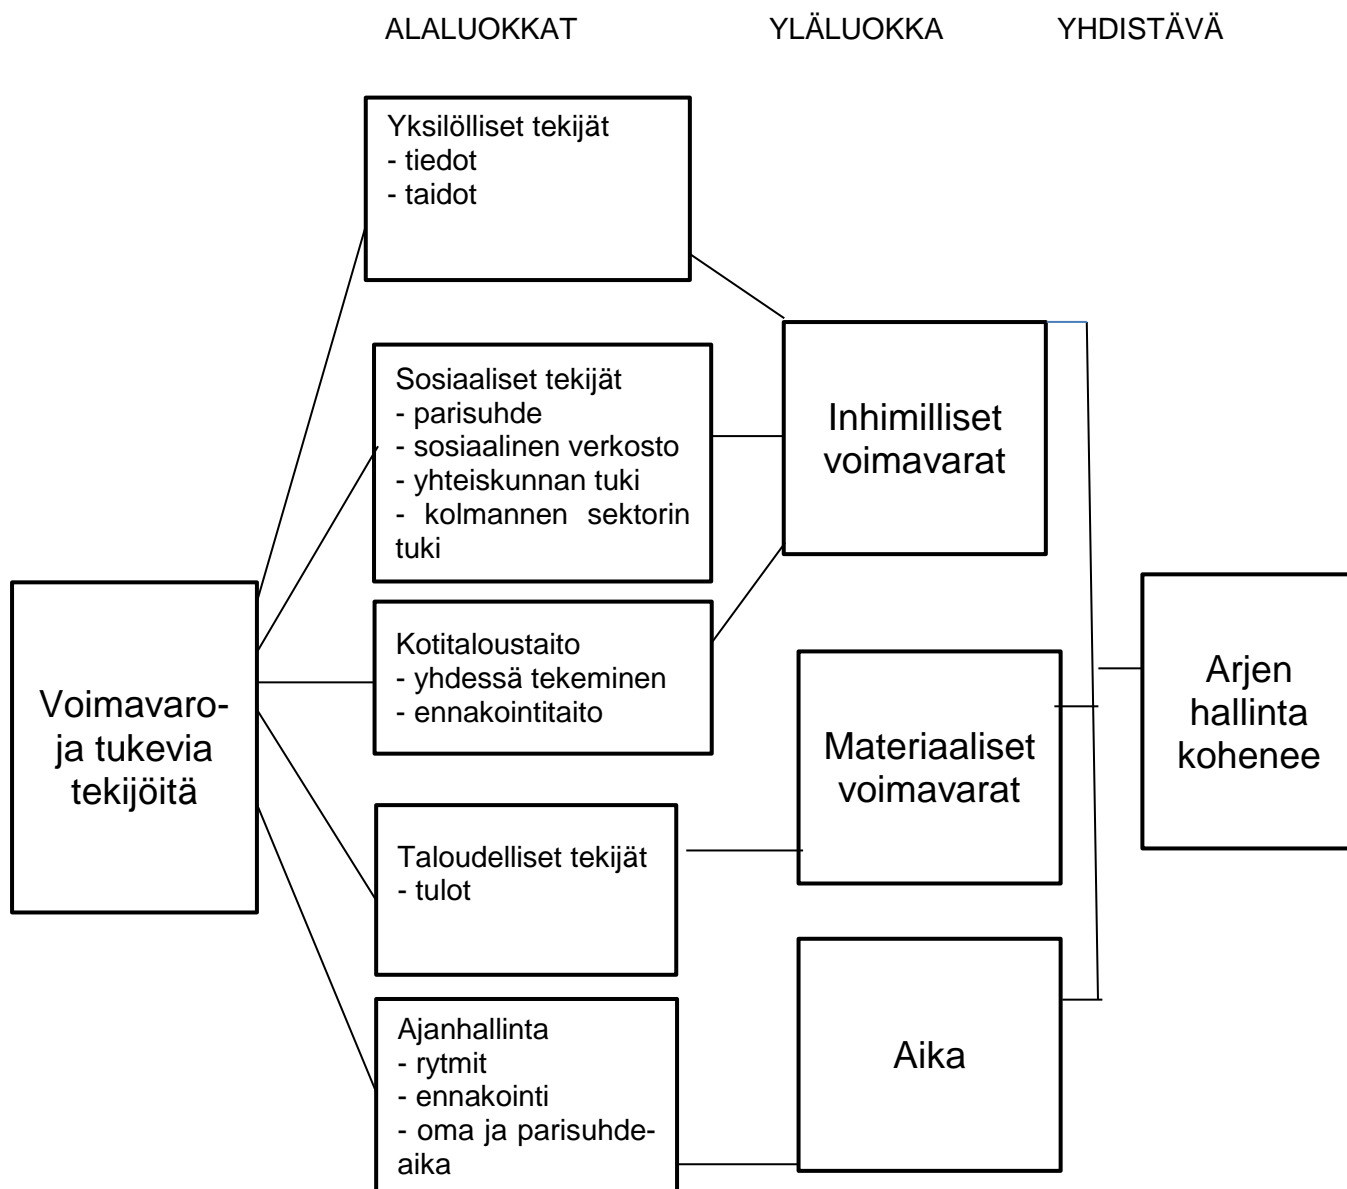 ALALUOKKAT
YLÄLUOKKA
YHDISTÄVÄ
Yksilölliset tekijät
- tiedot
- taidot
Sosiaaliset tekijät
- parisuhde
- sosiaalinen verkosto
- yhteiskunnan tuki
- kolmannen sektorin
tuki
Kotitaloustaito
- yhdessä tekeminen
- ennakointitaito
Taloudelliset tekijät
- tulot
Ajanhallinta
- rytmit
- ennakointi
- oma ja parisuhde-
aika
Voimavaro-
ja tukevia
tekijöitä
Inhimilliset
voimavarat
Materiaaliset
voimavarat
Aika
Arjen
hallinta
kohenee